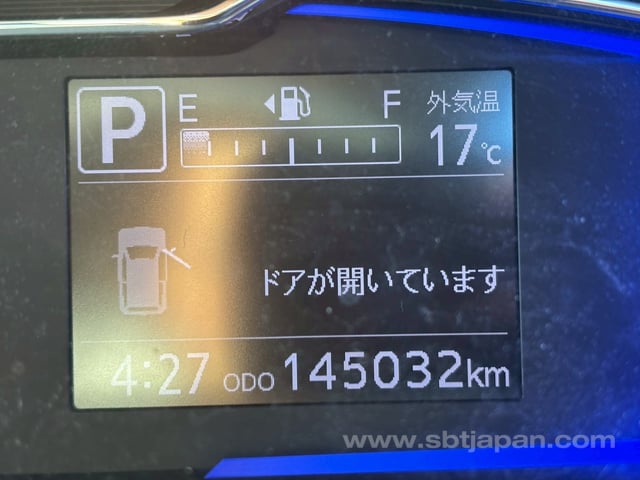 P E F 外気温
17℃
ドアが開いています
4:27 ODO 145032km
www.sbtjapan.com